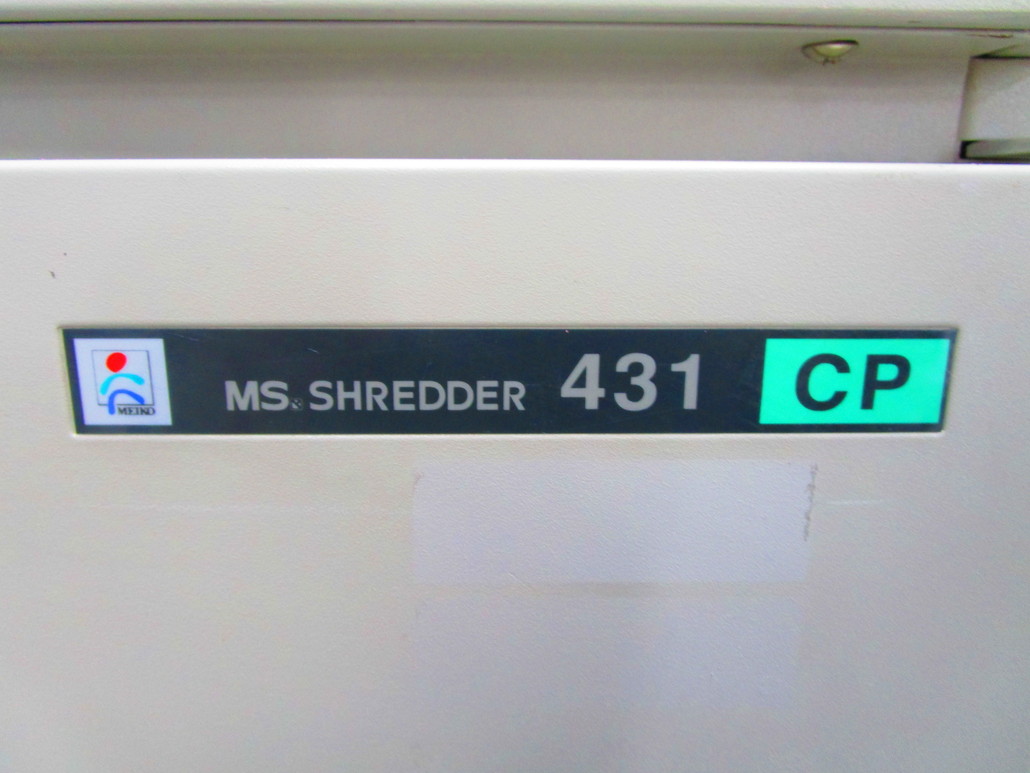 MEIKO
MS. SHREDDER 431 CP